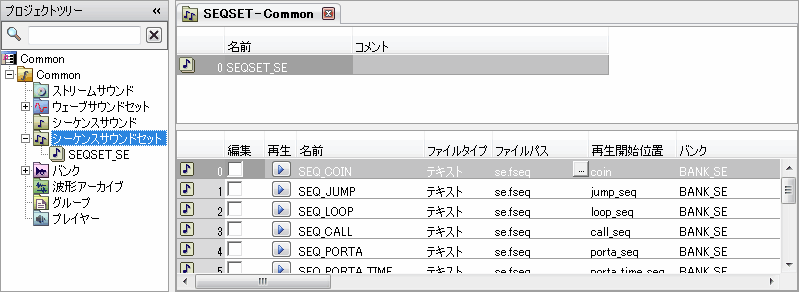 プロジェクトツリー
Common
Common
ストリームサウンド
ウェーブサウンドセット
シーケンスサウンド
シーケンスサウンドセット
SEQSET_SE
バンク
波形アーカイブ
グループ
プレイヤー
SEQSET-Common
名前 コメント
0 SEQSET_SE
編集 再生 名前 ファイルタイプ ファイルパス 再生開始位置 バンク
0 SEQ_COIN テキスト se.fseq ... coin BANK_SE
1 SEQ_JUMP テキスト se.fseq jump_seq BANK_SE
2 SEQ_LOOP テキスト se.fseq loop_seq BANK_SE
3 SEQ_CALL テキスト se.fseq call_seq BANK_SE
4 SEQ_PORTA テキスト se.fseq porta_seq BANK_SE
5 SEQ_PORTA_TIME テキスト se.fseq porta_time_seq BANK_SE